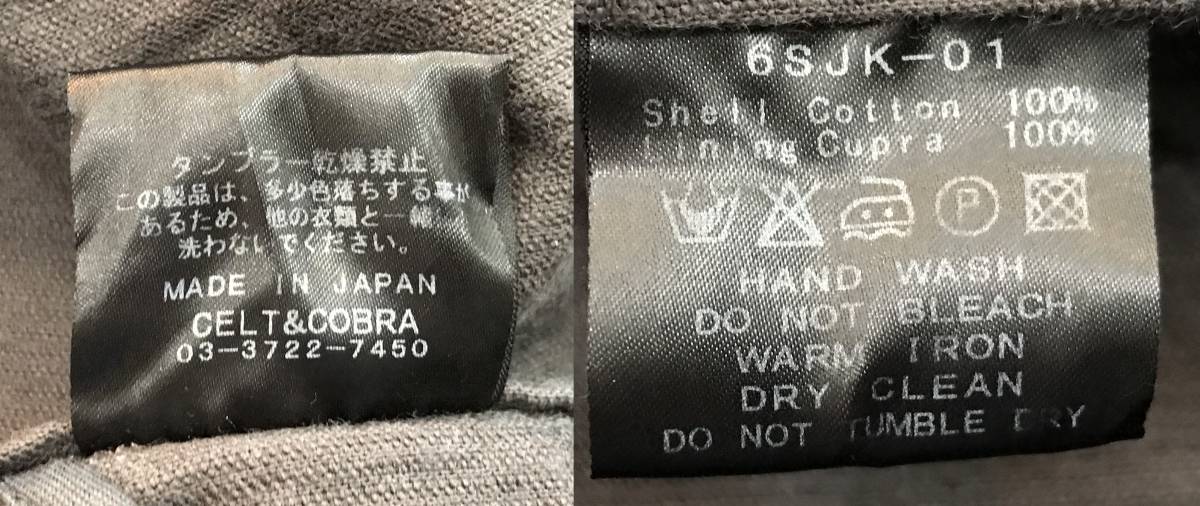 タンブラー乾燥禁止
この製品は、多少色落ちする事が
あるため、他の衣類と一緒に
洗わないでください。
MADE IN JAPAN
CELT&COBRA
03-3722-7450
6SJK-01
Shell Cotton 100%
Lining Cupra 100%
P
HAND WASH
DO NOT BLEACH
WARM IRON
DRY CLEAN
DO NOT TUMBLE DRY